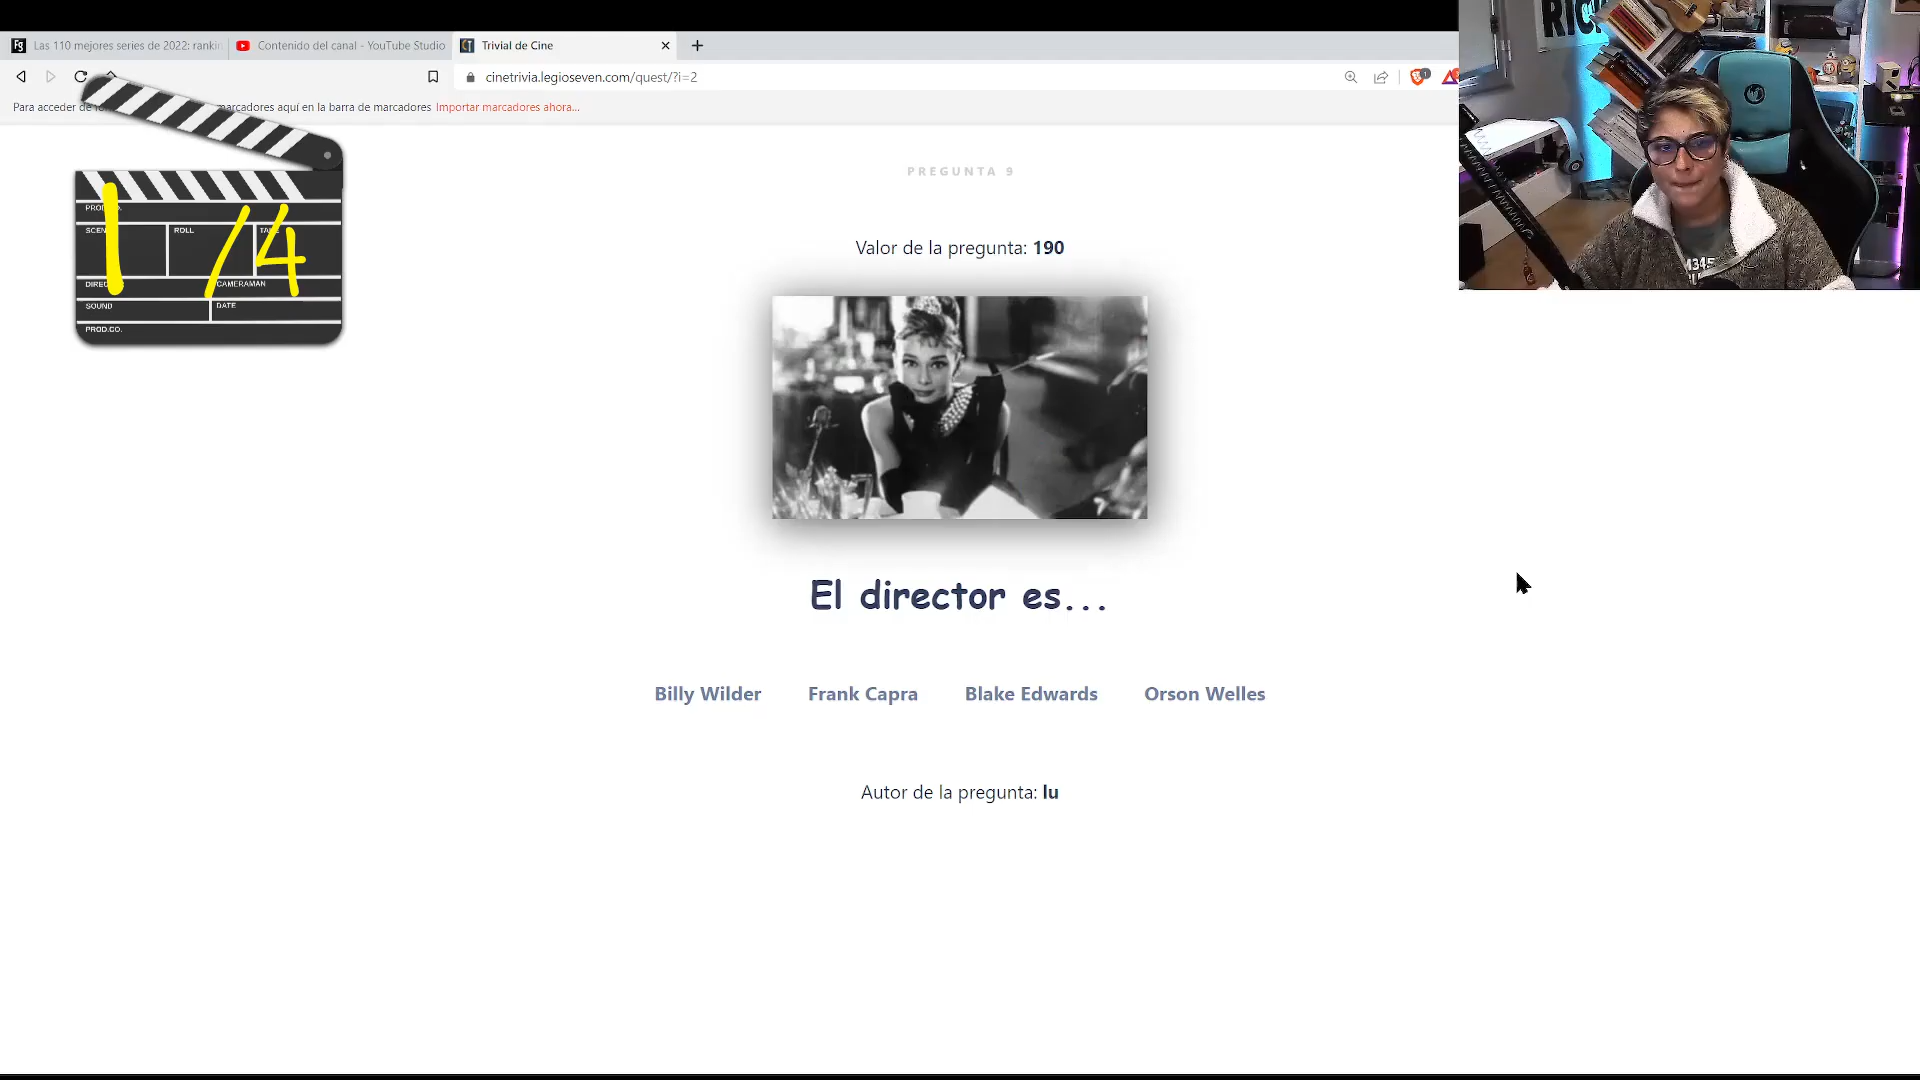 Las 110 mejores series de 2022: ranki
Contenido del canal - YouTube Studio
Trivial de Cine
cinetrivia.legioseven.com/quest/?i=2
Para acceder de
marcadores aquí en la barra de marcadores
Importar marcadores ahora...
PREGUNTA 9
Valor de la pregunta: 190
1 /4
ROLL
CAMERAMAN
SOUND
DATE
PROD.CO.
El director es...
Billy Wilder
Frank Capra
Blake Edwards
Orson Welles
Autor de la pregunta: lu